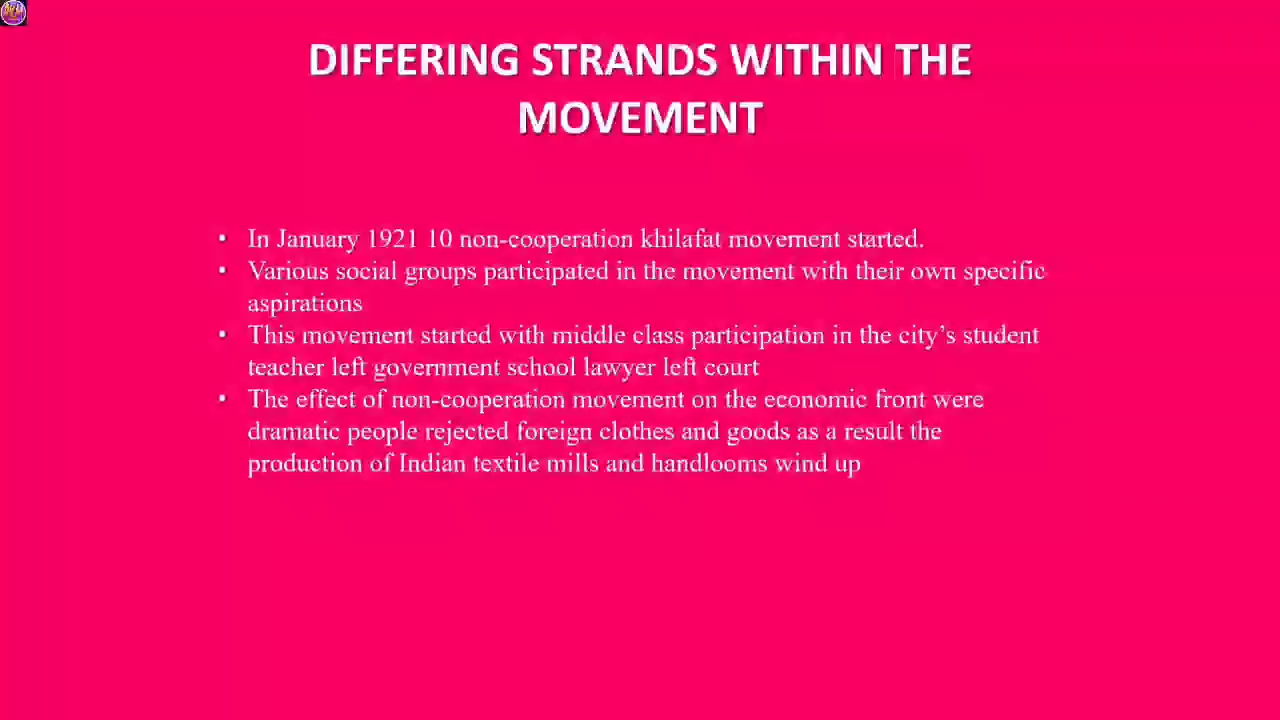 DIFFERING STRANDS WITHIN THE
MOVEMENT
• In January 1921 10 non-cooperation khilafat movement started.
• Various social groups participated in the movement with their own specific
aspirations
• This movement started with middle class participation in the city’s student
teacher left government school lawyer left court
• The effect of non-cooperation movement on the economic front were
dramatic people rejected foreign clothes and goods as a result the
production of Indian textile mills and handlooms wind up